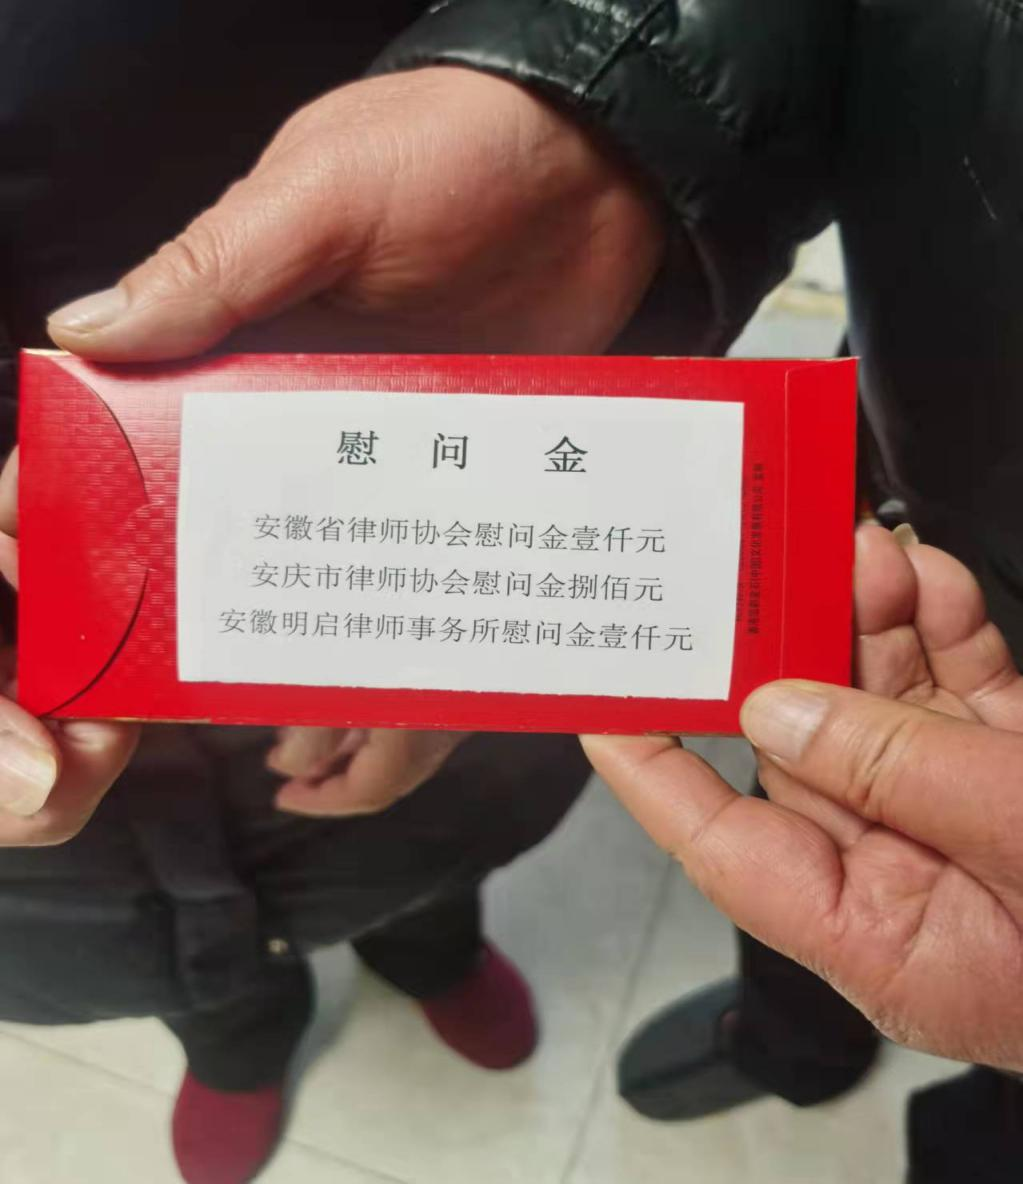 慰问金
安徽省律师协会慰问金壹仟元
安庆市律师协会慰问金捌佰元
安徽明启律师事务所慰问金壹仟元